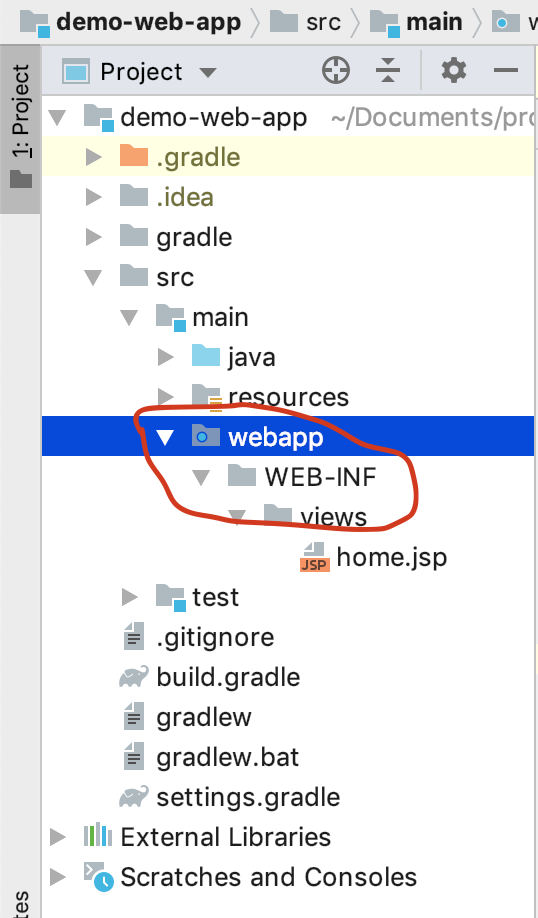 demo-web-app src main
1: Project
Project
demo-web-app ~/Documents/pro
.gradle
.idea
gradle
src
main
java
resources
webapp
WEB-INF
views
JSP home.jsp
test
.gitignore
build.gradle
gradlew
gradlew.bat
settings.gradle
External Libraries
Scratches and Consoles